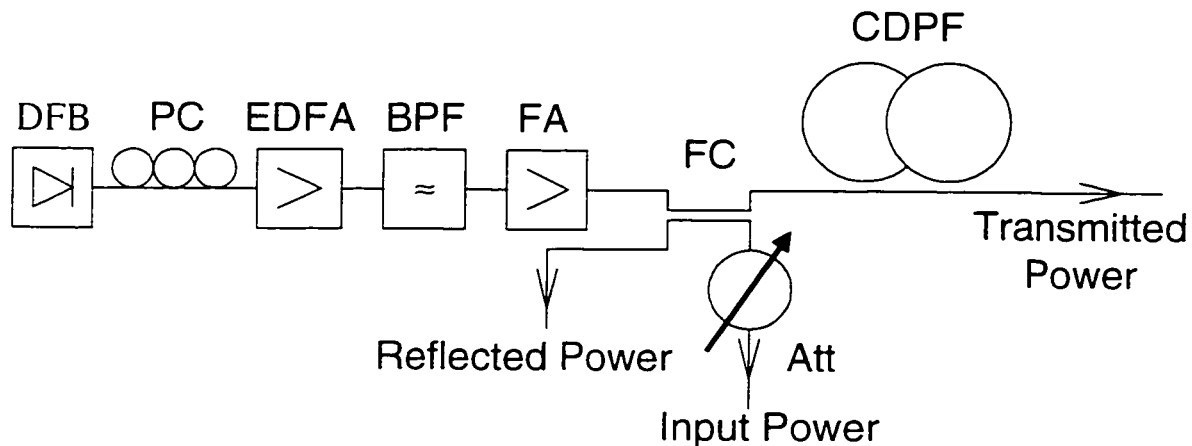 CDPF
DFB
PC
EDFA
BPF
FA
FC
≈
Transmitted
Power
Reflected Power
Att
Input Power